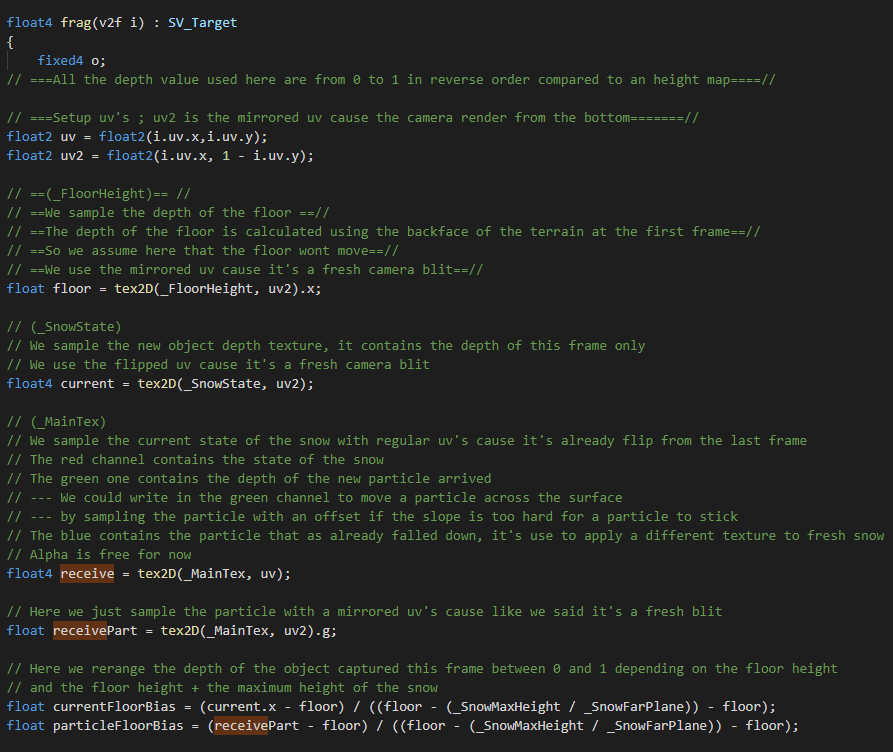 float4 frag(v2f i) : SV_Target
{
fixed4 o;
// ===All the depth value used here are from 0 to 1 in reverse order compared to an height map====//
// ===Setup uv's ; uv2 is the mirrored uv cause the camera render from the bottom=======//
float2 uv = float2(i.uv.x,i.uv.y);
float2 uv2 = float2(i.uv.x, 1 - i.uv.y);
// ==(_FloorHeight)== //
// ==We sample the depth of the floor ==//
// ==The depth of the floor is calculated using the backface of the terrain at the first frame==//
// ==So we assume here that the floor wont move==//
// ==We use the mirrored uv cause it's a fresh camera blit==//
float floor = tex2D(_FloorHeight, uv2).x;
// (_SnowState)
// We sample the new object depth texture, it contains the depth of this frame only
// We use the flipped uv cause it's a fresh camera blit
float4 current = tex2D(_SnowState, uv2);
// (_MainTex)
// We sample the current state of the snow with regular uv's cause it's already flip from the last frame
// The red channel contains the state of the snow
// The green one contains the depth of the new particle arrived
// --- We could write in the green channel to move a particle across the surface
// --- by sampling the particle with an offset if the slope is too hard for a particle to stick
// The blue contains the particle that as already falled down, it's use to apply a different texture to fresh snow
// Alpha is free for now
float4 receive = tex2D(_MainTex, uv);
// Here we just sample the particle with a mirrored uv's cause like we said it's a fresh blit
float receivePart = tex2D(_MainTex, uv2).g;
// Here we rerange the depth of the object captured this frame between 0 and 1 depending on the floor height
// and the floor height + the maximum height of the snow
float currentFloorBias = (current.x - floor) / ((floor - (_SnowMaxHeight / _SnowFarPlane)) - floor);
float particleFloorBias = (receivePart - floor) / ((floor - (_SnowMaxHeight / _SnowFarPlane)) - floor);